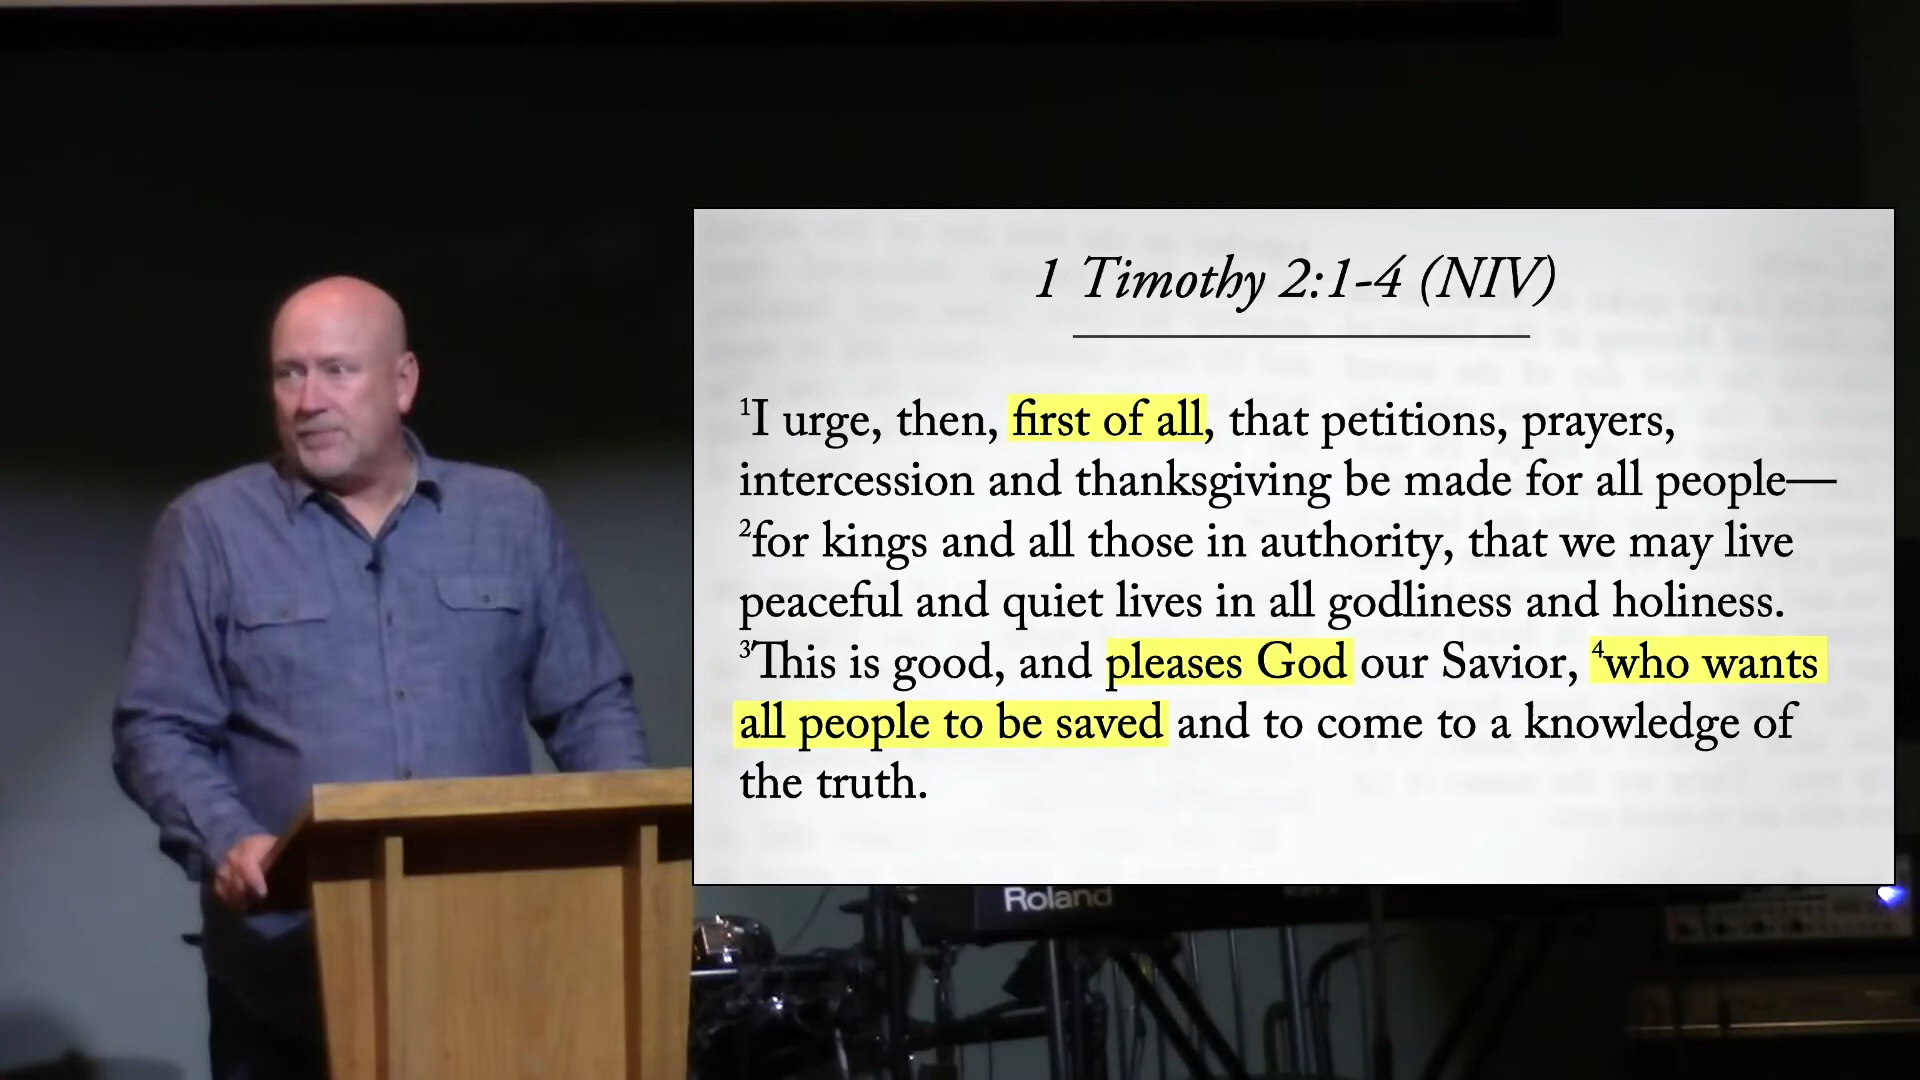 1 Timothy 2:1-4 (NIV)
¹I urge, then, first of all, that petitions, prayers,
intercession and thanksgiving be made for all people—
²for kings and all those in authority, that we may live
peaceful and quiet lives in all godliness and holiness.
³This is good, and pleases God our Savior, ⁴who wants
all people to be saved and to come to a knowledge of
the truth.
Roland